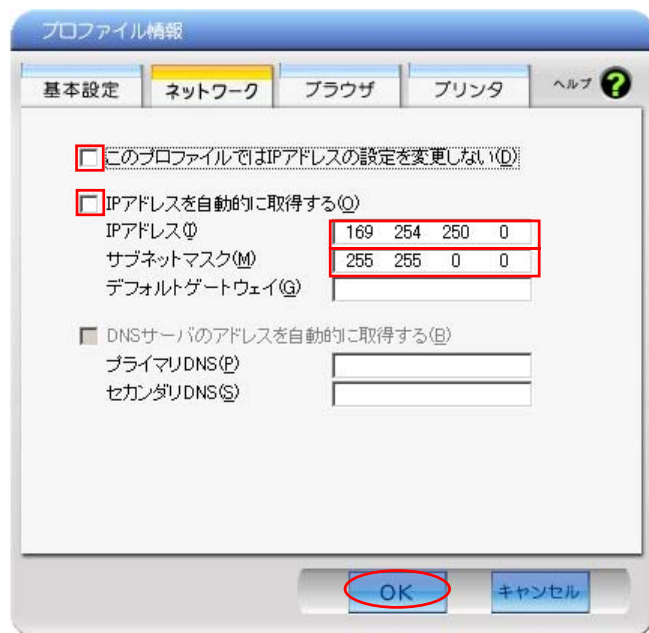 プロファイル情報
基本設定 ネットワーク ブラウザ プリンタ ヘルプ ?
このプロファイルではIPアドレスの設定を変更しない(D)
IPアドレスを自動的に取得する(O)
IPアドレス(I) 169 254 250 0
サブネットマスク(M) 255 255 0 0
デフォルトゲートウェイ(G)
DNSサーバのアドレスを自動的に取得する(B)
プライマリDNS(P)
セカンダリDNS(S)
OK キャンセル